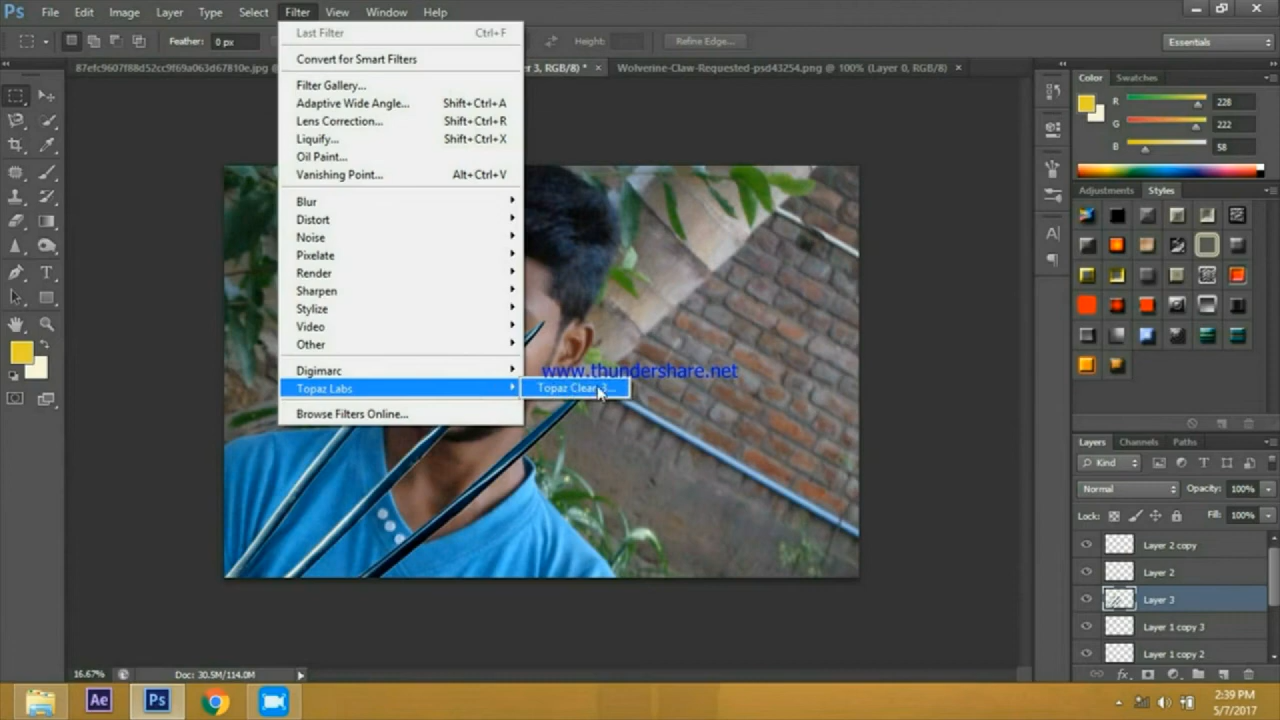 Ps File Edit Image Layer Type Select Filter View Window Help
Feather: 0 px Height: Refine Edge... Essentials
87efc9607f88d52cc9f69a063d67810e.jpg @ r 3, RGB/8) * × Wolverine-Claw-Requested-psd43254.png @ 100% (Layer 0, RGB/8) ×
Last Filter Ctrl+F
Convert for Smart Filters
Filter Gallery...
Adaptive Wide Angle... Shift+Ctrl+A
Lens Correction... Shift+Ctrl+R
Liquify... Shift+Ctrl+X
Oil Paint...
Vanishing Point... Alt+Ctrl+V
Blur
Distort
Noise
Pixelate
Render
Sharpen
Stylize
Video
Other
Digimarc
Topaz Labs
Browse Filters Online...
www.thundershare.net
Topaz Clean
Color Swatches
R 228
G 222
B 58
Adjustments Styles
Layers Channels Paths
Kind
Normal Opacity: 100%
Lock: Fill: 100%
Layer 2 copy
Layer 2
Layer 3
Layer 1 copy 3
Layer 1 copy 2
16.67% Doc: 30.5M/114.0M
Ae Ps
2:39 PM
5/7/2017